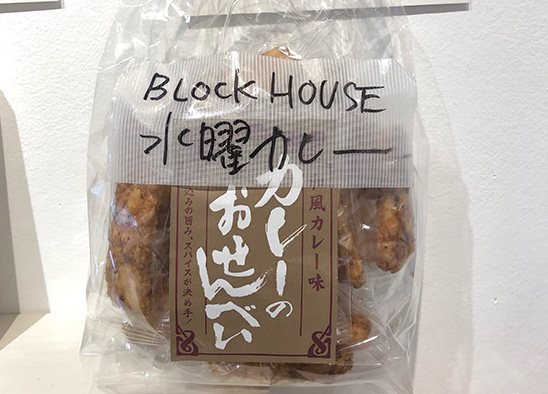 BLOCK HOUSE
水曜カレー
風カレー味
カレーの
おせんべい
込みの旨み、スパイスが決め手!